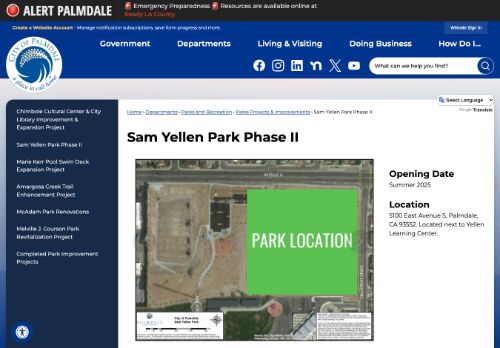 ALERT PALMDALE
🚨 Emergency Preparedness 🚨 Resources are available online at
Ready LA County.
Create a Website Account - Manage notification subscriptions, save form progress and more.
Website Sign In
CITY OF PALMDALE
a place to call home
Government
Departments
Living & Visiting
Doing Business
How Do I...
What can we help you find?
Select Language
Google Translate
Chimbole Cultural Center & City
Library Improvement &
Expansion Project
Sam Yellen Park Phase II
Marie Kerr Pool Swim Deck
Expansion Project
Amargosa Creek Trail
Enhancement Project
McAdam Park Renovations
Melville J. Courson Park
Revitalization Project
Completed Park Improvement
Projects
Home › Departments › Parks and Recreation › Parks Projects & Improvements › Sam Yellen Park Phase II
Sam Yellen Park Phase II
AVENUE S
PARK LOCATION
PALMDALE
City of Palmdale
Sam Yellen Park
Opening Date
Summer 2025
Location
5100 East Avenue S, Palmdale,
CA 93552. Located next to Yellen
Learning Center.